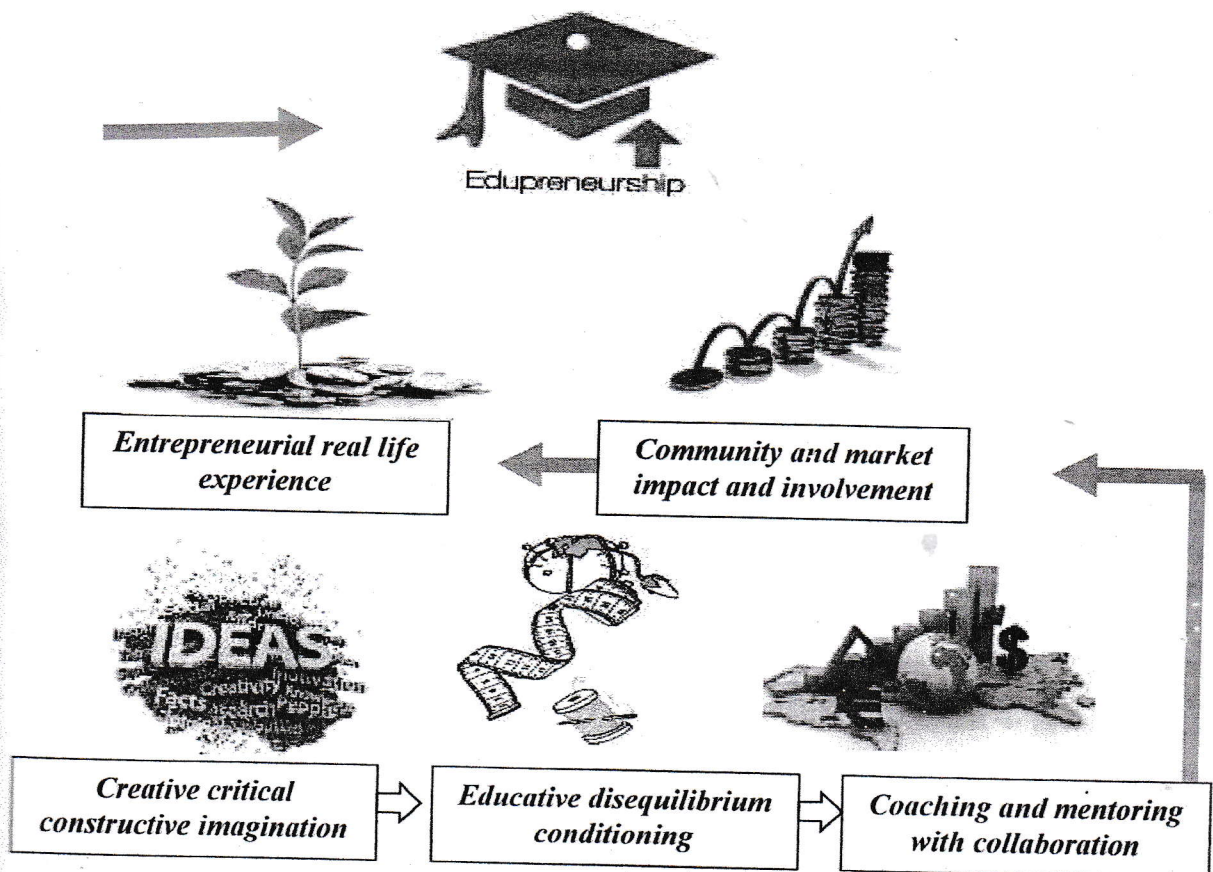 Edupreneurship
Entrepreneurial real life
experience
Community and market
impact and involvement
IDEAS
Creativity
Facts
$
Creative critical
constructive imagination
Educative disequilibrium
conditioning
Coaching and mentoring
with collaboration